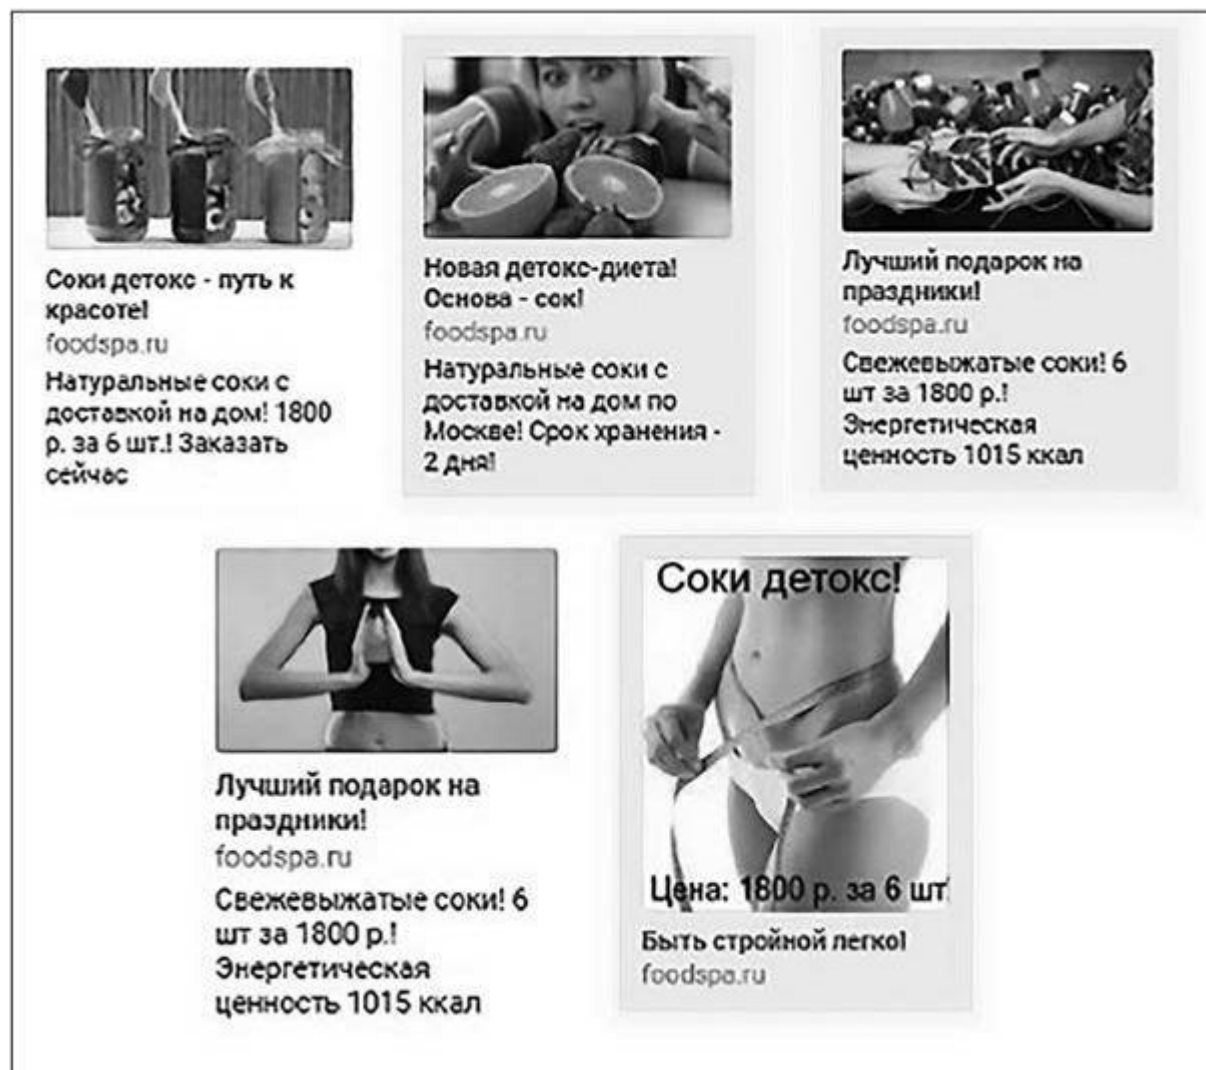 Соки детокс - путь к
красоте!
foodspa.ru
Натуральные соки с
доставкой на дом! 1800
р. за 6 шт.! Заказать
сейчас
Новая детокс-диета!
Основа - сок!
foodspa.ru
Натуральные соки с
доставкой на дом по
Москве! Срок хранения -
2 дня!
Лучший подарок на
праздники!
foodspa.ru
Свежевыжатые соки! 6
шт за 1800 р.!
Энергетическая
ценность 1015 ккал
Лучший подарок на
праздники!
foodspa.ru
Свежевыжатые соки! 6
шт за 1800 р.!
Энергетическая
ценность 1015 ккал
Соки детокс!
Цена: 1800 р. за 6 шт!
Быть стройной легко!
foodspa.ru